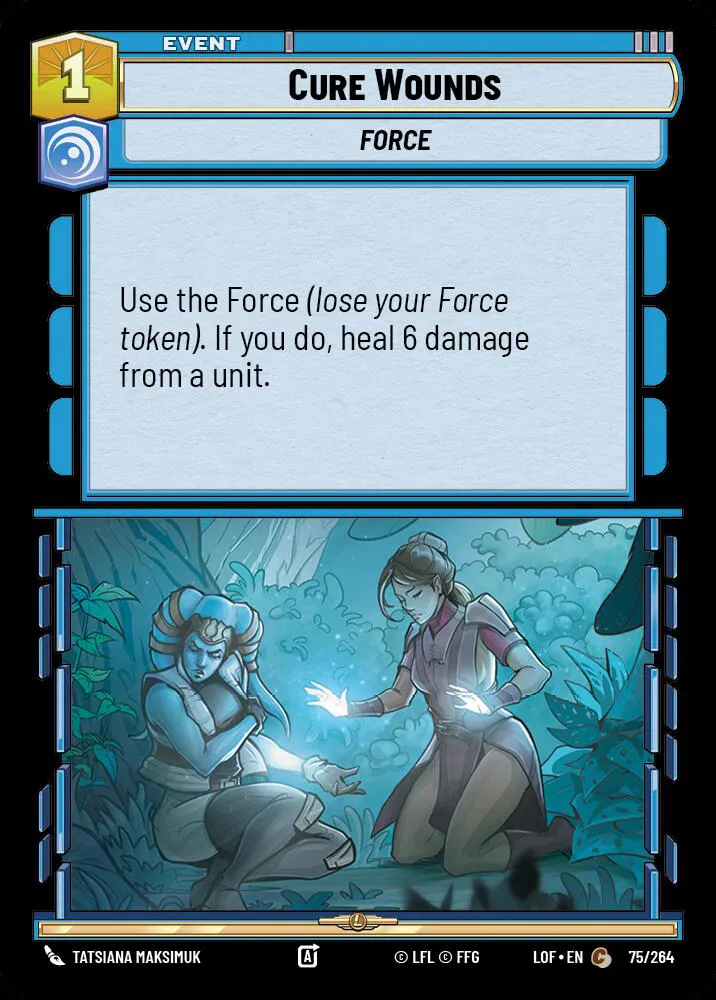 EVENT
1
CURE WOUNDS
FORCE
Use the Force (lose your Force
token). If you do, heal 6 damage
from a unit.
TATSIANA MAKSIMUK
A
© LFL © FFG
LOF • EN
C
75/264